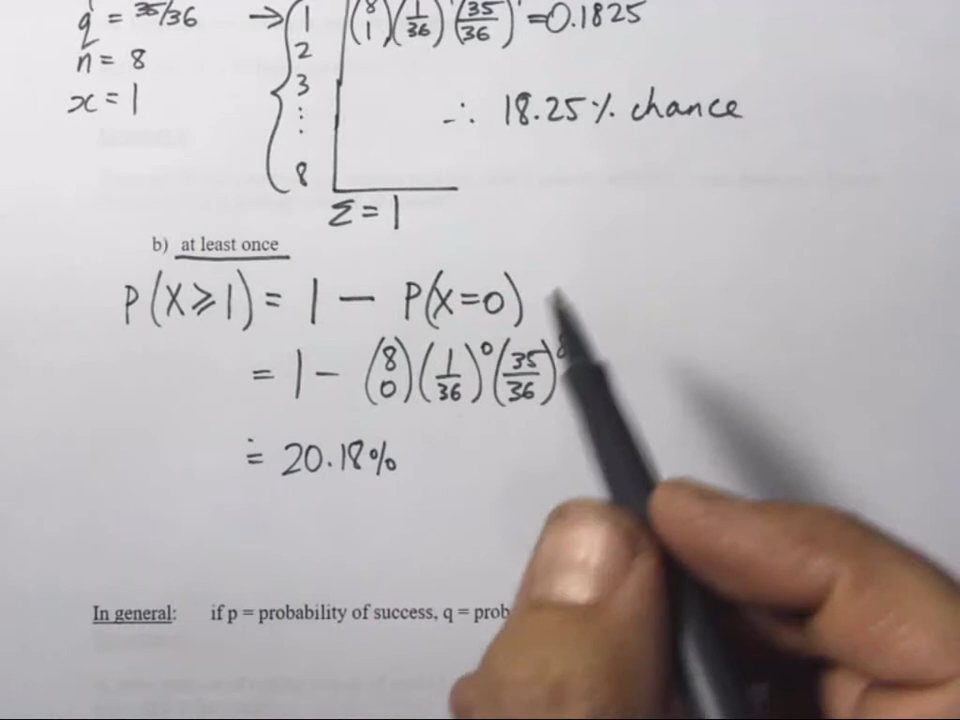 q = 35/36
n = 8
x = 1
→ { 1 (8 1)(1/36)(35/36) = 0.1825
2
3
⋮
8
Σ = 1
∴ 18.25% chance
b) at least once
P(X ≥ 1) = 1 - P(X=0)
= 1 - (8 0)(1/36)^0(35/36)^8
≐ 20.18%
In general: if p = probability of success, q = prob